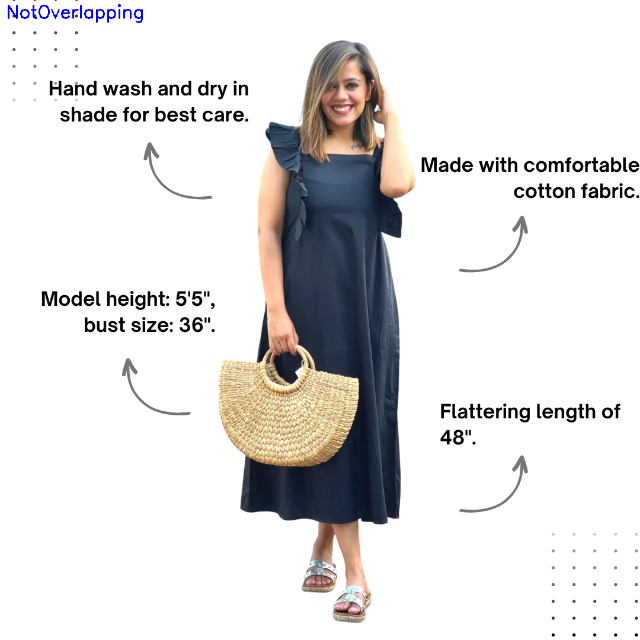 NotOverlapping
Hand wash and dry in
shade for best care.
Made with comfortable
cotton fabric.
Model height: 5'5",
bust size: 36".
Flattering length of
48".